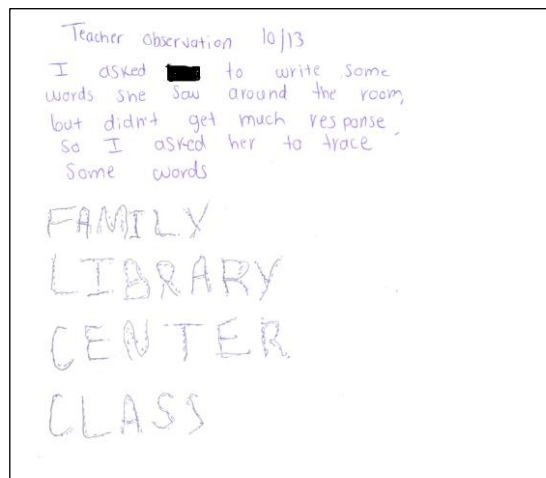 Teacher Observation 10/13
I asked to write some
words she saw around the room,
but didn't get much response,
so I asked her to trace
some words
FAMILY
LIBRARY
CENTER
CLASS